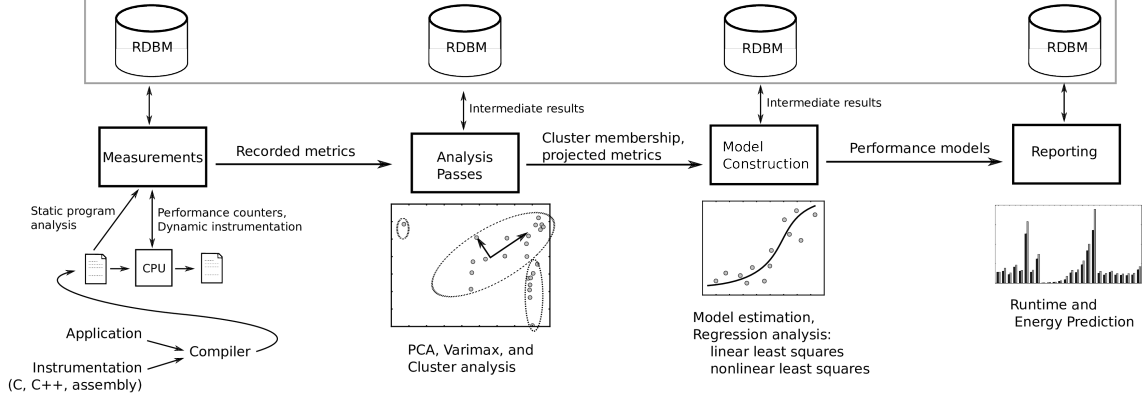 RDBM
RDBM
RDBM
RDBM
Intermediate results
Intermediate results
Measurements
Recorded metrics
Analysis
Passes
Cluster membership,
projected metrics
Model
Construction
Performance models
Reporting
Static program
analysis
Performance counters,
Dynamic instrumentation
CPU
Application
Compiler
Instrumentation
(C, C++, assembly)
PCA, Varimax, and
Cluster analysis
Model estimation,
Regression analysis:
linear least squares
nonlinear least squares
Runtime and
Energy Prediction